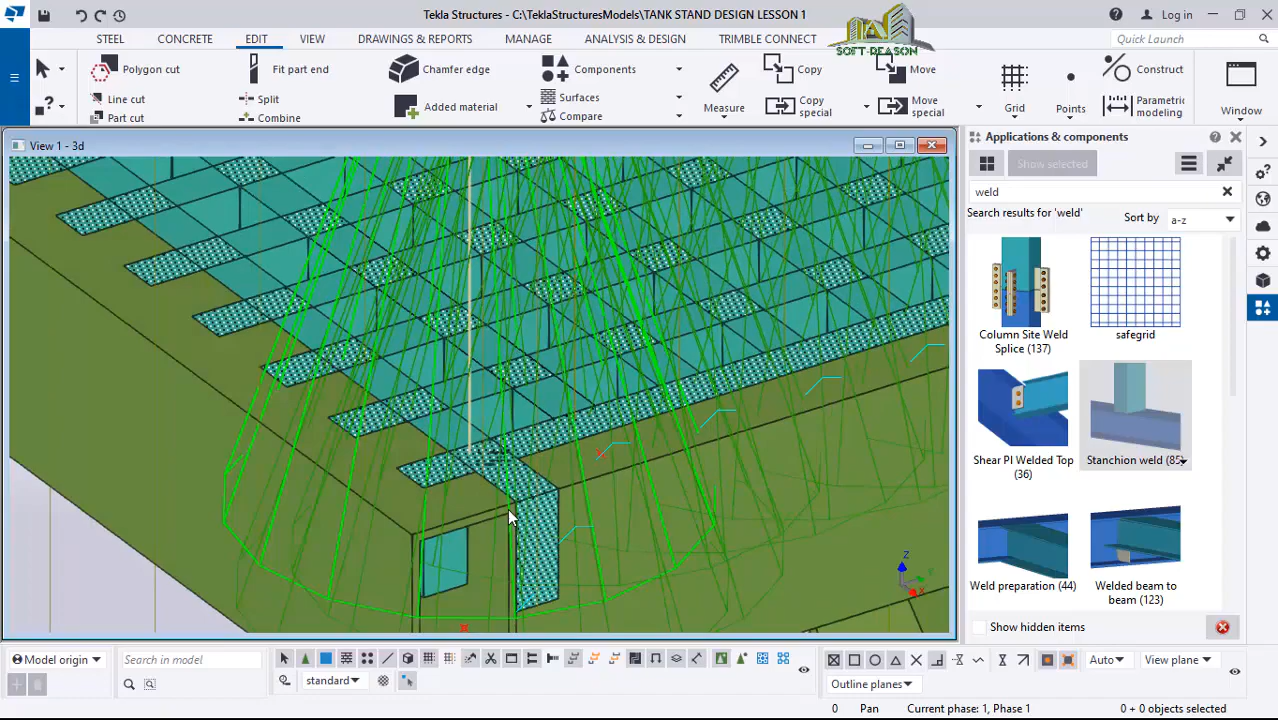 Tekla Structures - C:\TeklaStructuresModels\TANK STAND DESIGN LESSON 1
Log in
STEEL CONCRETE EDIT VIEW DRAWINGS & REPORTS MANAGE ANALYSIS & DESIGN TRIMBLE CONNECT
SOFT-REASON
Quick Launch
Polygon cut
Line cut
Part cut
Fit part end
Split
Combine
Chamfer edge
Added material
Components
Surfaces
Compare
Measure
Copy
Copy special
Move
Move special
Grid
Points
Construct
Parametric modeling
Window
View 1 - 3d
Applications & components
Show selected
weld
Search results for 'weld'
Sort by
a-z
Column Site Weld Splice (137)
safegrid
Shear Pl Welded Top (36)
Stanchion weld (85)
Weld preparation (44)
Welded beam to beam (123)
Show hidden items
Z
X
Model origin
Search in model
standard
Auto
View plane
Outline planes
0
Pan
Current phase: 1, Phase 1
0 + 0 objects selected